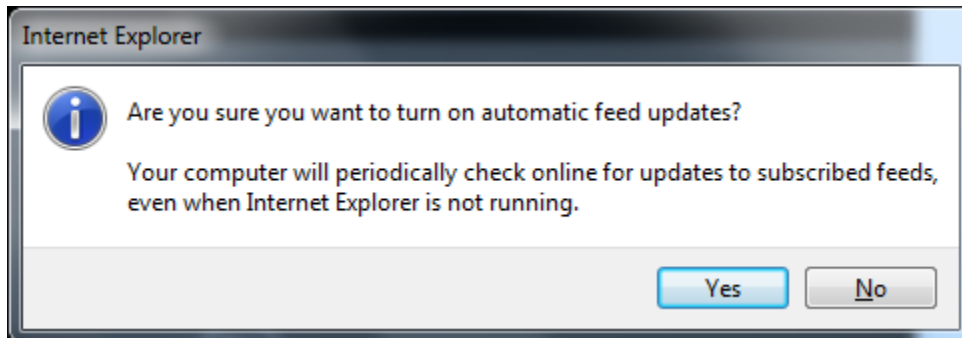 Internet Explorer
Are you sure you want to turn on automatic feed updates?
Your computer will periodically check online for updates to subscribed feeds,
even when Internet Explorer is not running.
Yes
No